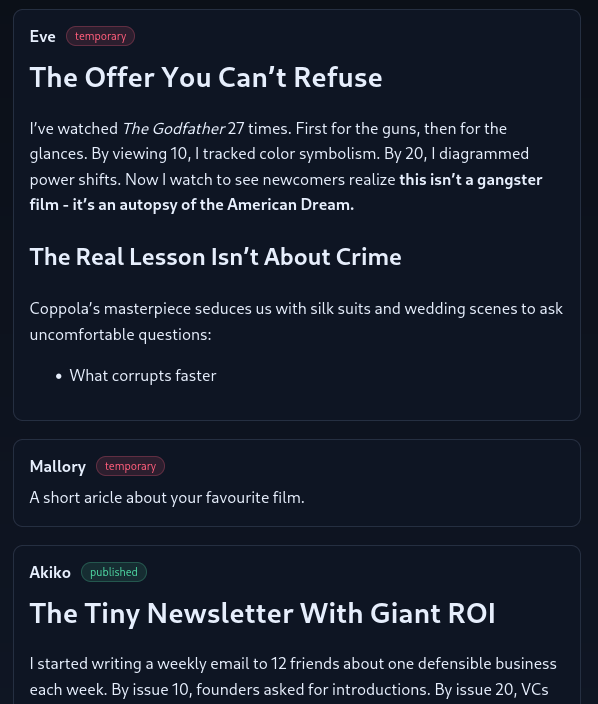 Eve temporary
The Offer You Can’t Refuse
I’ve watched The Godfather 27 times. First for the guns, then for the
glances. By viewing 10, I tracked color symbolism. By 20, I diagrammed
power shifts. Now I watch to see newcomers realize this isn’t a gangster
film - it’s an autopsy of the American Dream.
The Real Lesson Isn’t About Crime
Coppola’s masterpiece seduces us with silk suits and wedding scenes to ask
uncomfortable questions:
• What corrupts faster
Mallory temporary
A short aricle about your favourite film.
Akiko published
The Tiny Newsletter With Giant ROI
I started writing a weekly email to 12 friends about one defensible business
each week. By issue 10, founders asked for introductions. By issue 20, VCs